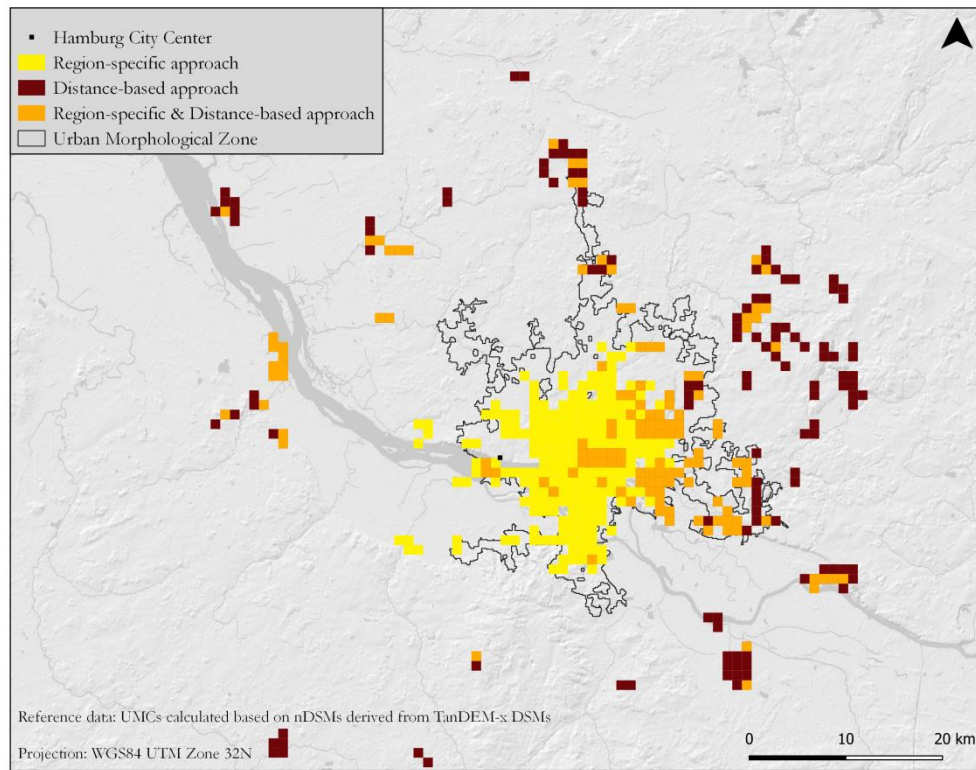 Hamburg City Center
Region-specific approach
Distance-based approach
Region-specific & Distance-based approach
Urban Morphological Zone
Reference data: UMCs calculated based on nDSMs derived from TanDEM-x DSMs
Projection: WGS84 UTM Zone 32N
0 10 20 km